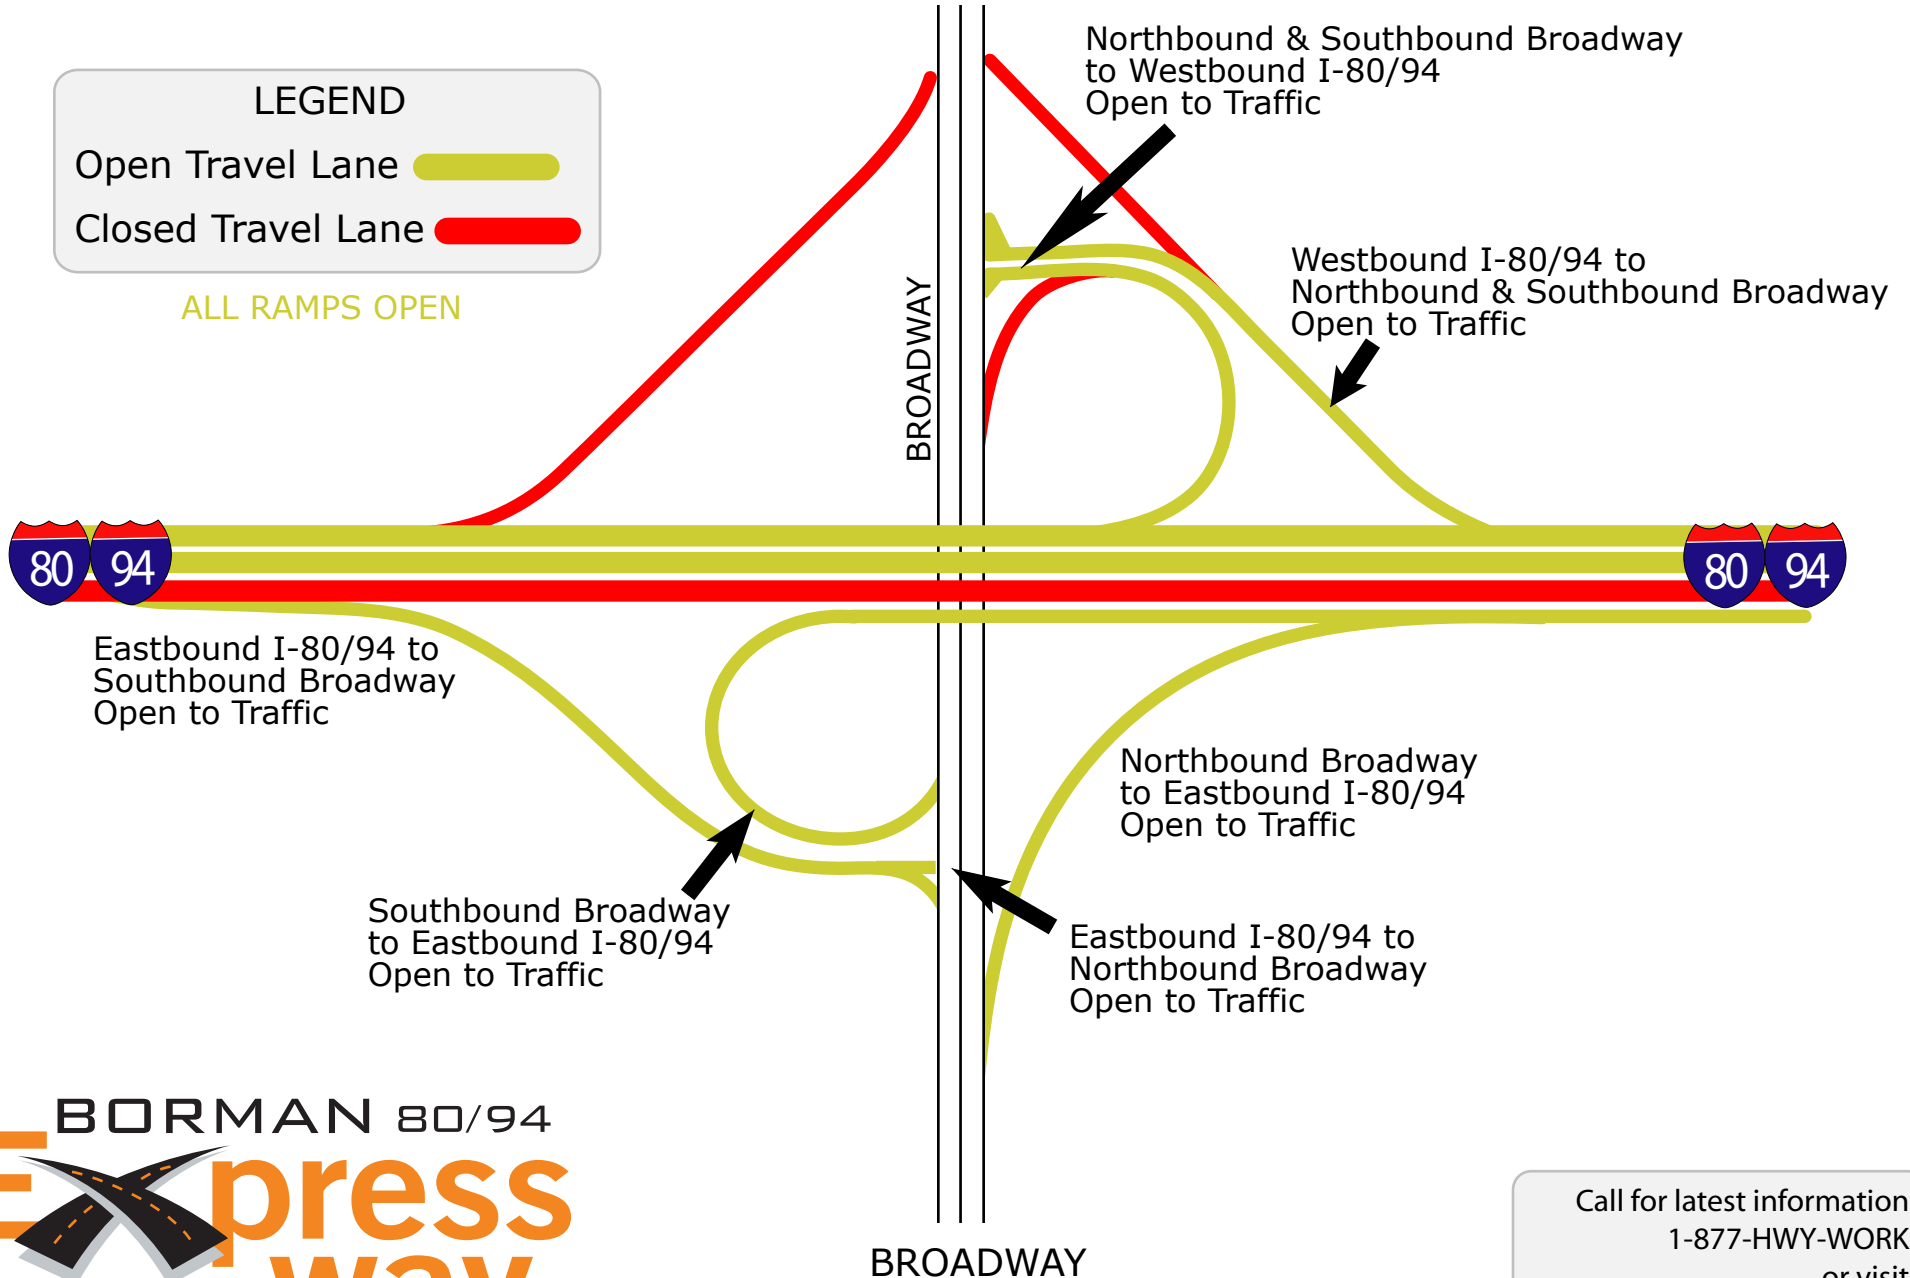 LEGEND
Open Travel Lane
Closed Travel Lane
ALL RAMPS OPEN
Northbound & Southbound Broadway
to Westbound I-80/94
Open to Traffic
Westbound I-80/94 to
Northbound & Southbound Broadway
Open to Traffic
BROADWAY
80 94
80 94
Eastbound I-80/94 to
Southbound Broadway
Open to Traffic
Northbound Broadway
to Eastbound I-80/94
Open to Traffic
Southbound Broadway
to Eastbound I-80/94
Open to Traffic
Eastbound I-80/94 to
Northbound Broadway
Open to Traffic
BORMAN 80/94
Express
way
BROADWAY
Call for latest information
1-877-HWY-WORK
or visit